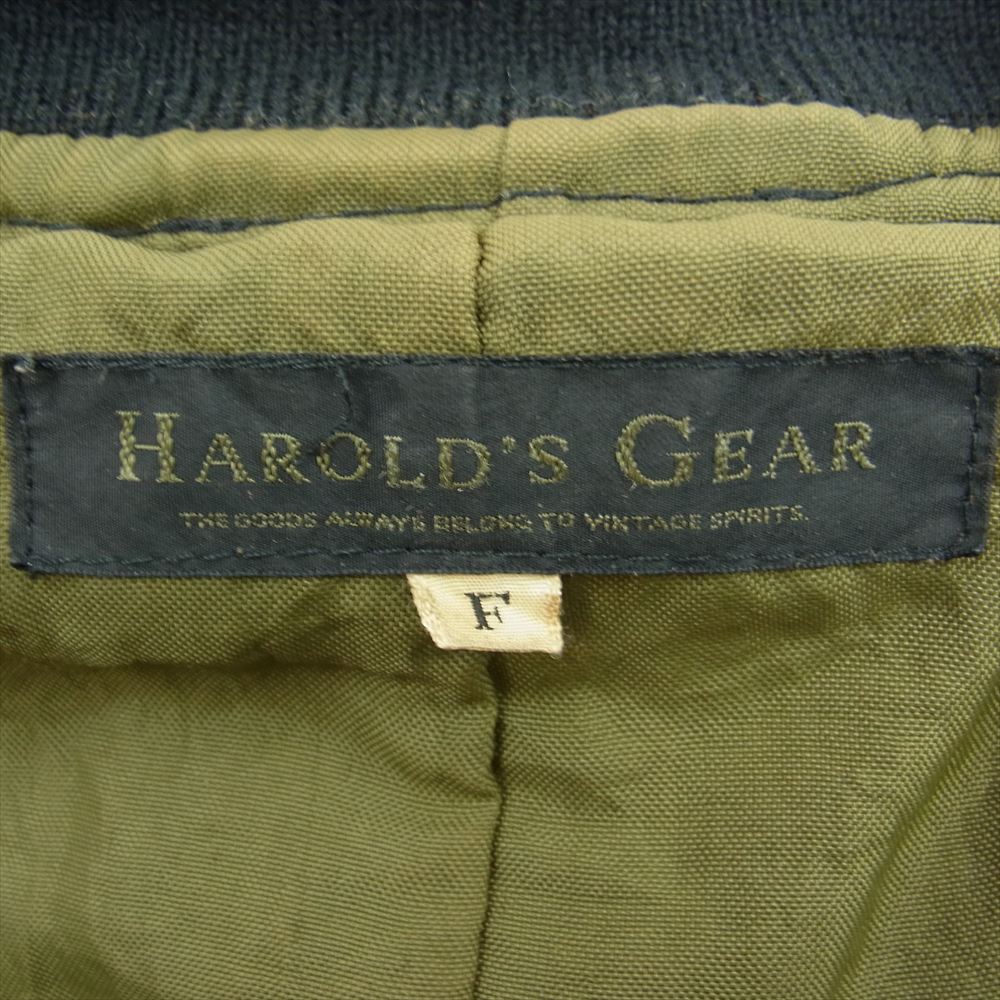 HAROLD'S GEAR
THE GOODS ALWAYS BELONG TO VINTAGE SPIRITS.
F